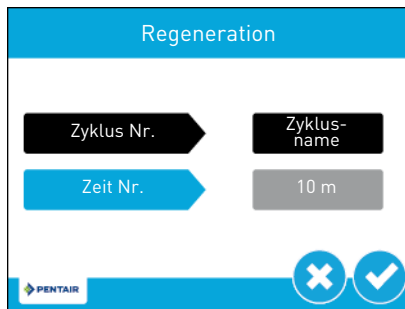 Regeneration
Zyklus Nr.
Zyklus-
name
Zeit Nr.
10 m
PENTAIR